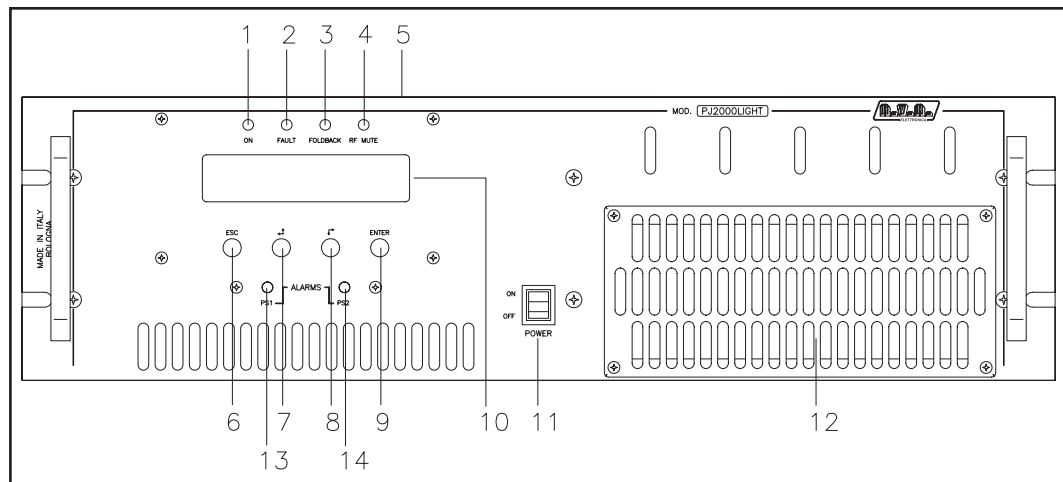 1 2 3 4 5
MOD. PJ2000LIGHT
R.V.R.
ELETTRONICA
ON FAULT FOLDBACK RF MUTE
MADE IN ITALY
BOLOGNA
ESC ENTER
ALARMS
PS1 PS2
ON
OFF
POWER
6 7 8 9 10 11 12
13 14